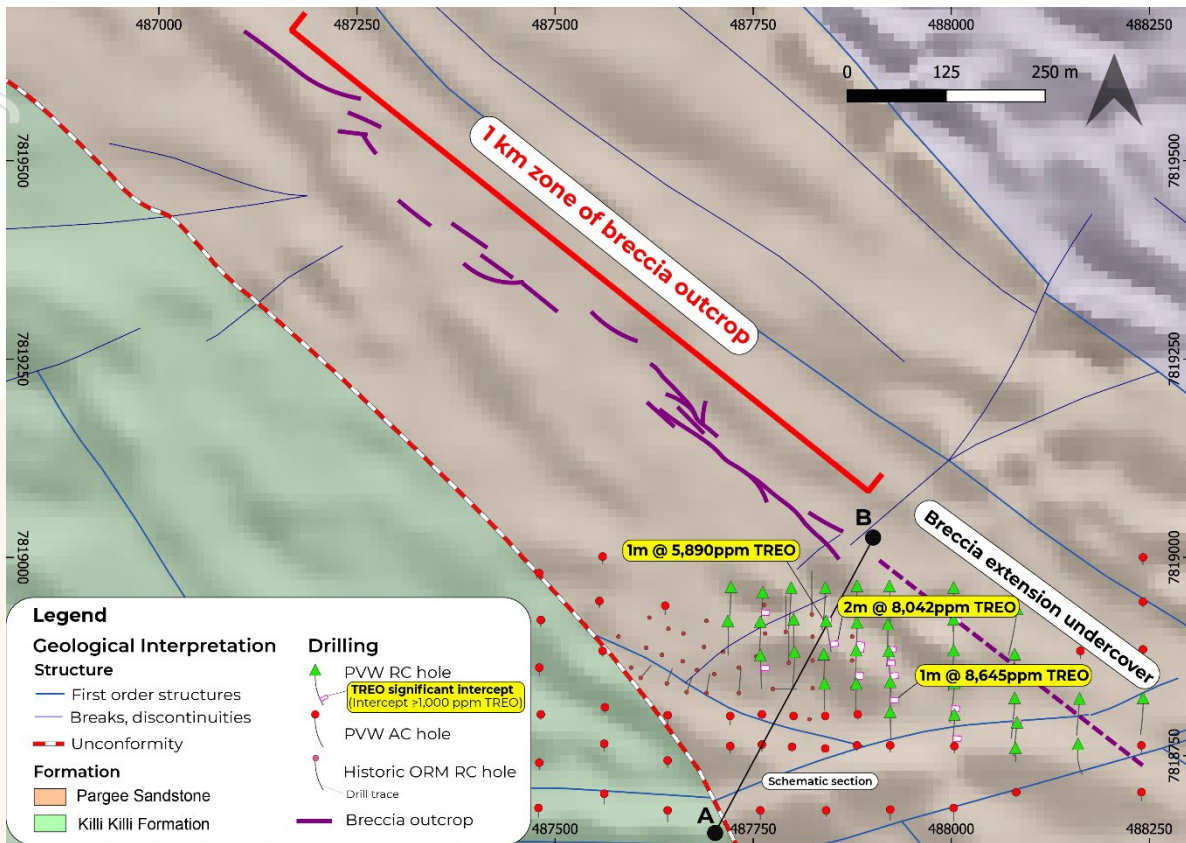 487000
487250
487500
487750
488000
488250
0
125
250 m
7819500
7819500
1 km zone of breccia outcrop
7819250
7819250
B
Breccia extension undercover
1m @ 5,890ppm TREO
7819000
7819000
2m @ 8,042ppm TREO
1m @ 8,645ppm TREO
7818750
Schematic section
A
Legend
Geological Interpretation
Structure
First order structures
Breaks, discontinuities
Unconformity
Formation
Pargee Sandstone
Killi Killi Formation
Drilling
PVW RC hole
TREO significant intercept
(Intercept >1,000 ppm TREO)
PVW AC hole
Historic ORM RC hole
Drill trace
Breccia outcrop
487500
487750
488000
488250